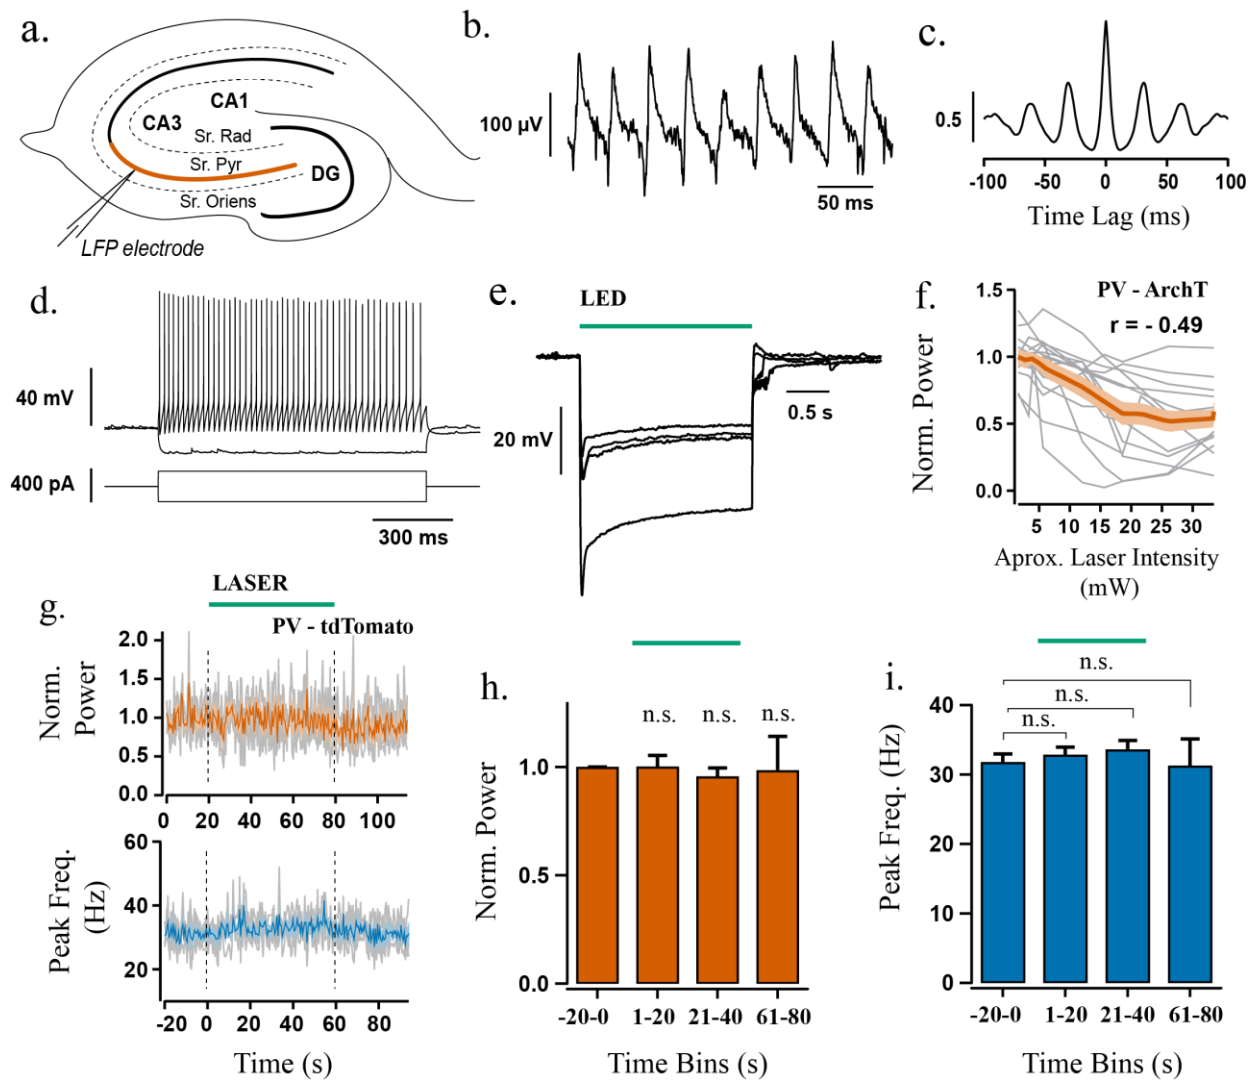 a.
CA1
CA3
Sr. Rad
Sr. Pyr
DG
Sr. Oriens
LFP electrode
b.
100 µV
50 ms
c.
0.5
-100 -50 0 50 100
Time Lag (ms)
d.
40 mV
400 pA
300 ms
e.
LED
0.5 s
20 mV
f.
PV - ArchT
r = - 0.49
1.5
1.0
0.5
0.0
Norm. Power
5 10 15 20 25 30
Aprox. Laser Intensity
(mW)
g.
LASER
PV - tdTomato
Norm.
Power
2.0
1.5
1.0
0.5
0.0
0 20 40 60 80 100
Peak Freq.
(Hz)
60
40
20
-20 0 20 40 60 80
Time (s)
h.
n.s. n.s. n.s.
Norm. Power
1.0
0.5
0.0
-20-0 1-20 21-40 61-80
Time Bins (s)
i.
n.s.
n.s.
n.s.
Peak Freq. (Hz)
40
30
20
10
0
-20-0 1-20 21-40 61-80
Time Bins (s)